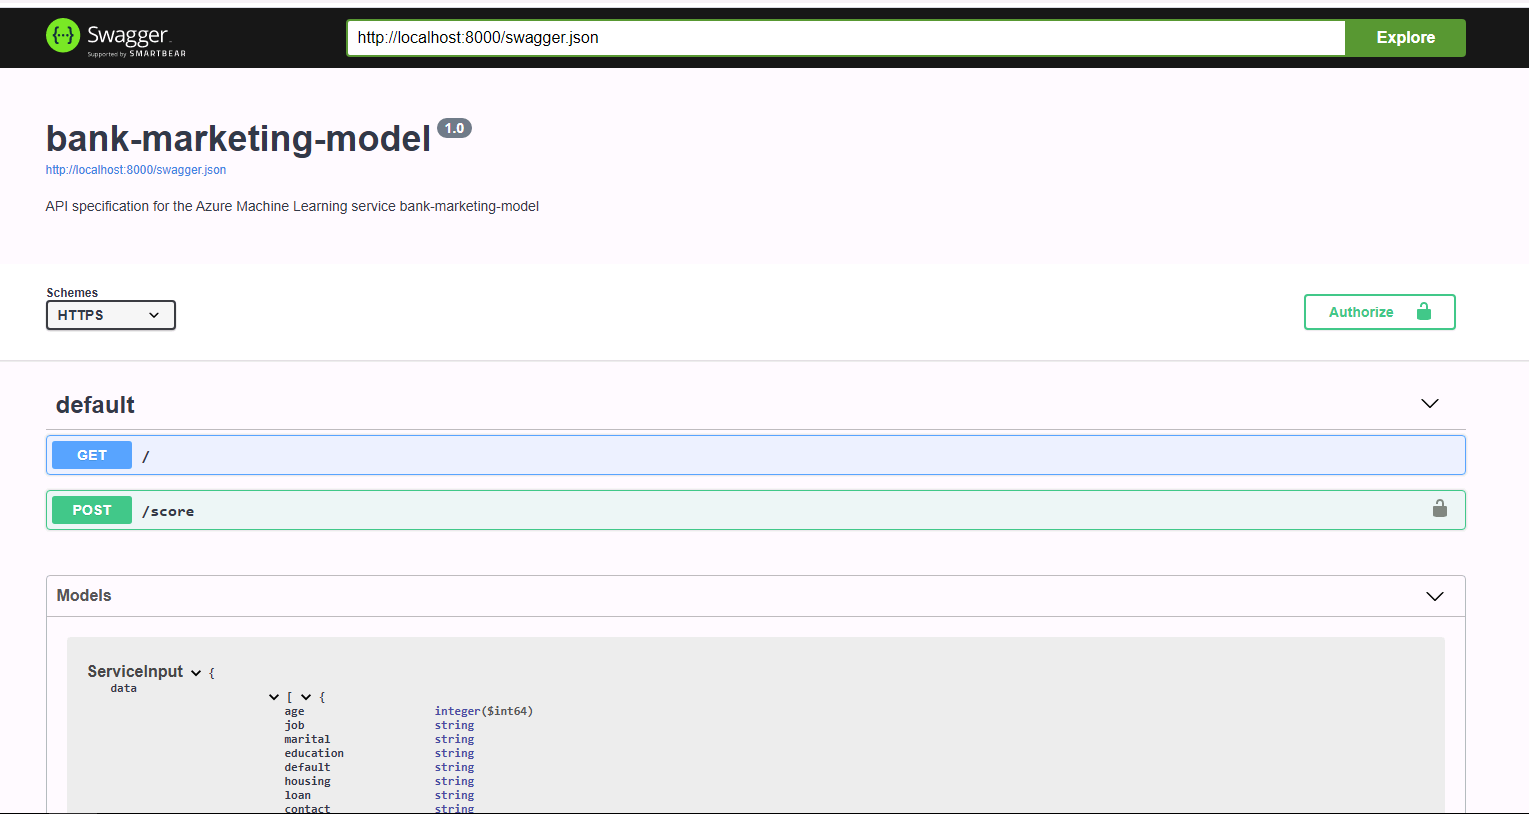 {···} Swagger™
Supported by SMARTBEAR
http://localhost:8000/swagger.json
Explore
bank-marketing-model 1.0
http://localhost:8000/swagger.json
API specification for the Azure Machine Learning service bank-marketing-model
Schemes
HTTPS
Authorize
default
GET /
POST /score
Models
ServiceInput {
data
[ {
age integer($int64)
job string
marital string
education string
default string
housing string
loan string
contact string